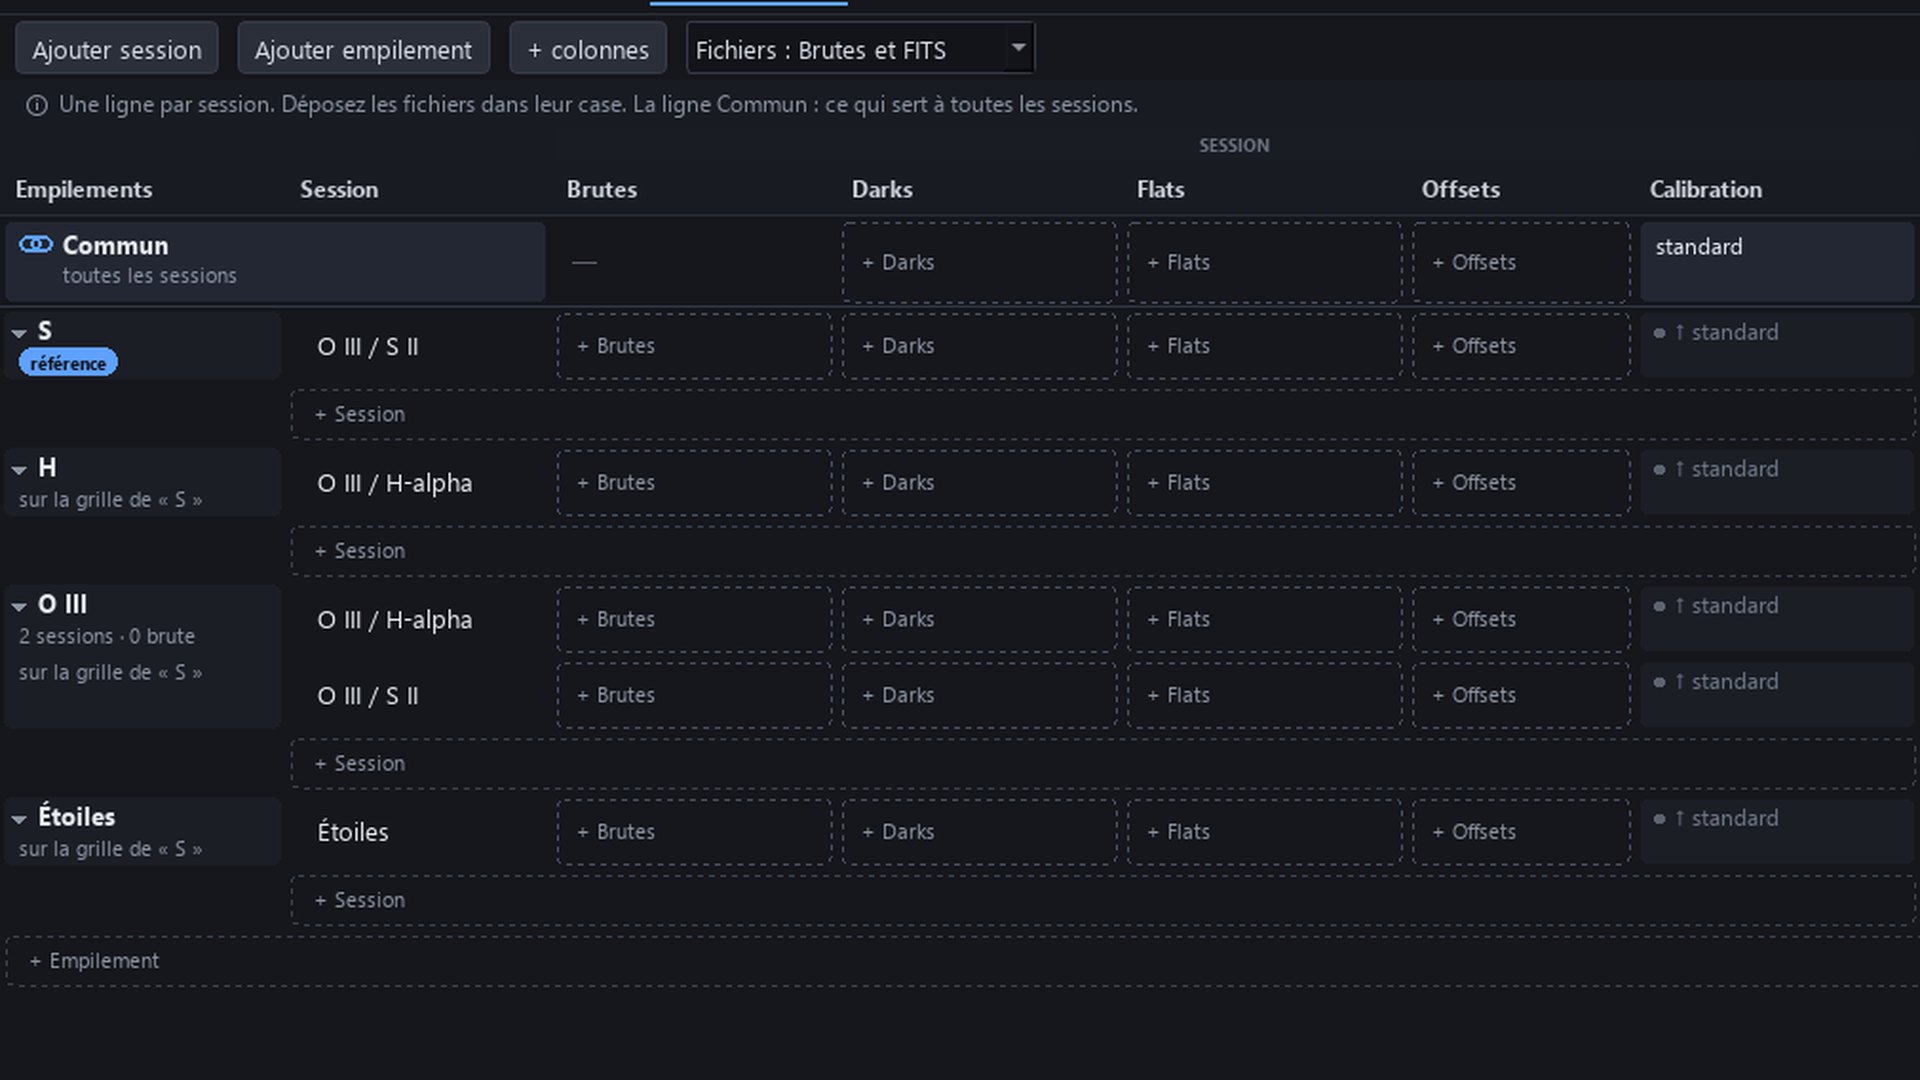 Ajouter session Ajouter empilement + colonnes Fichiers : Brutes et FITS
Une ligne par session. Déposez les fichiers dans leur case. La ligne Commun : ce qui sert à toutes les sessions.
SESSION
Empilements Session Brutes Darks Flats Offsets Calibration
Commun
toutes les sessions
— + Darks + Flats + Offsets standard
S
référence
O III / S II + Brutes + Darks + Flats + Offsets ↑ standard
+ Session
H
sur la grille de « S »
O III / H-alpha + Brutes + Darks + Flats + Offsets ↑ standard
+ Session
O III
2 sessions · 0 brute
sur la grille de « S »
O III / H-alpha + Brutes + Darks + Flats + Offsets ↑ standard
O III / S II + Brutes + Darks + Flats + Offsets ↑ standard
+ Session
Étoiles
sur la grille de « S »
Étoiles + Brutes + Darks + Flats + Offsets ↑ standard
+ Session
+ Empilement